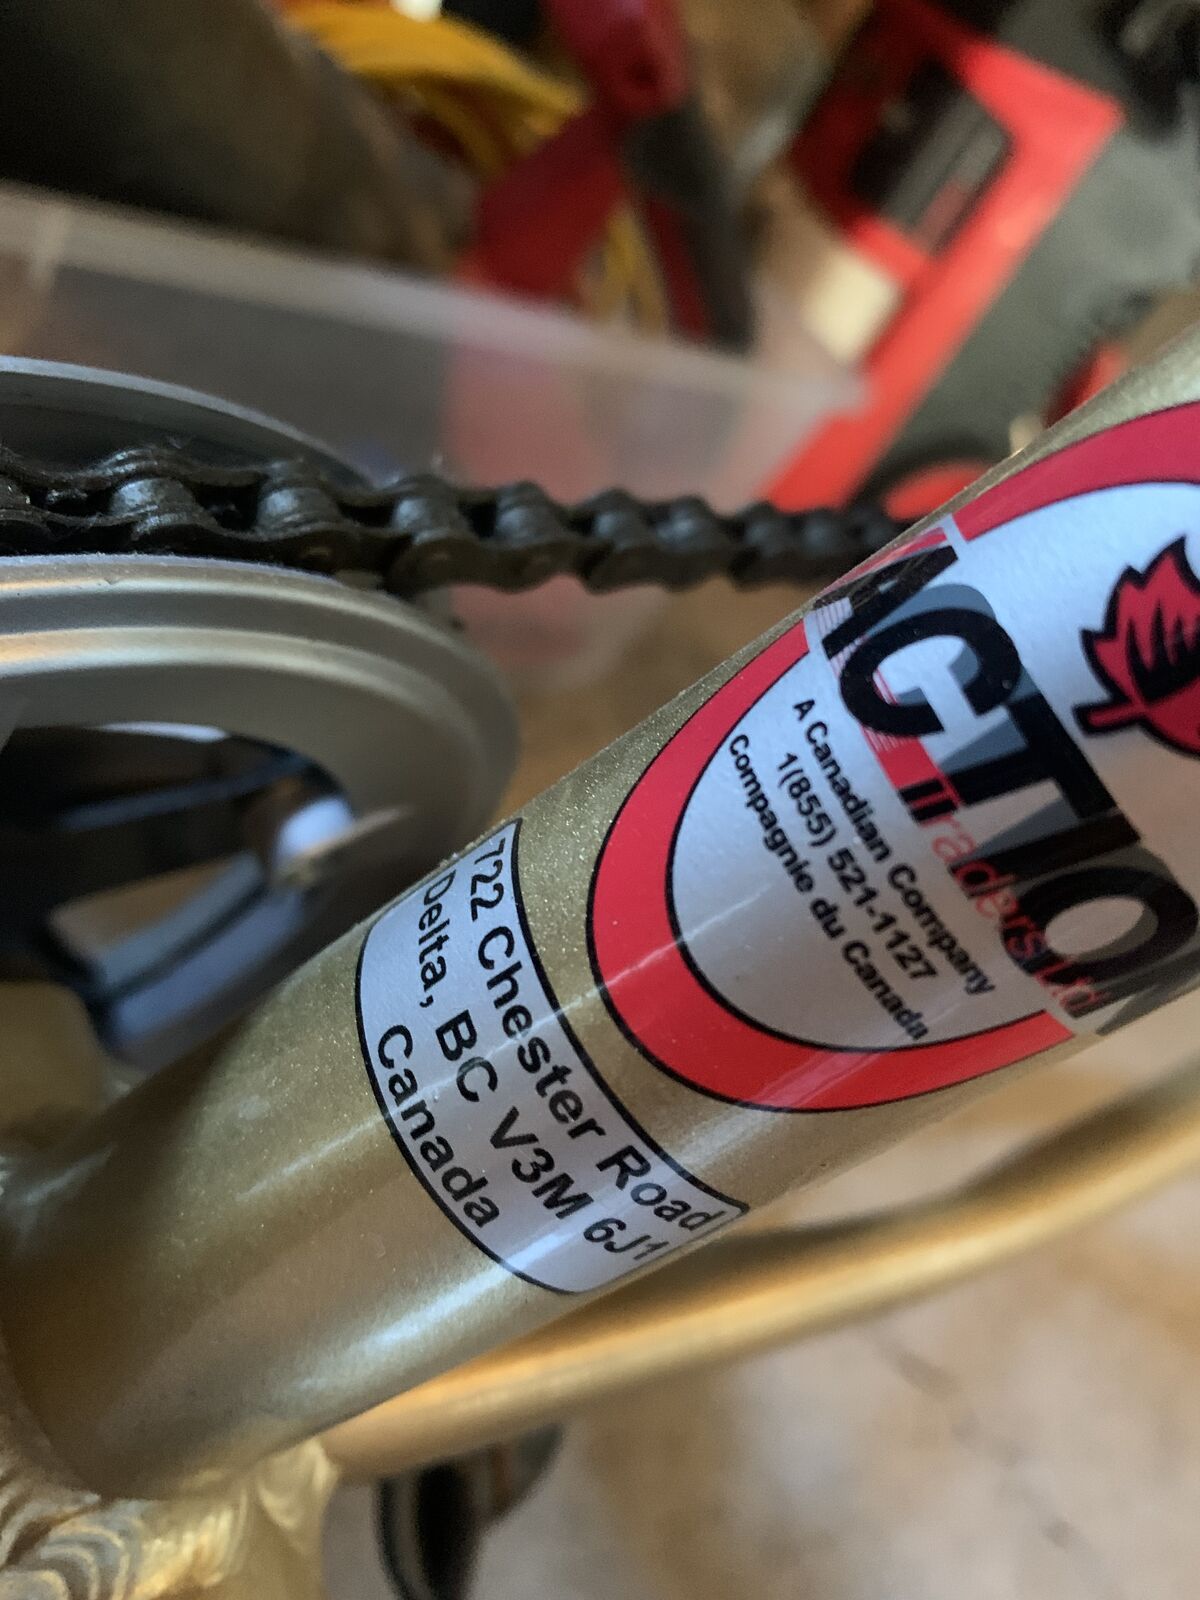 ACTION
Traders Ltd
A Canadian Company
1(855) 521-1127
Compagnie du Canada
722 Chester Road
Delta, BC V3M 6J1
Canada